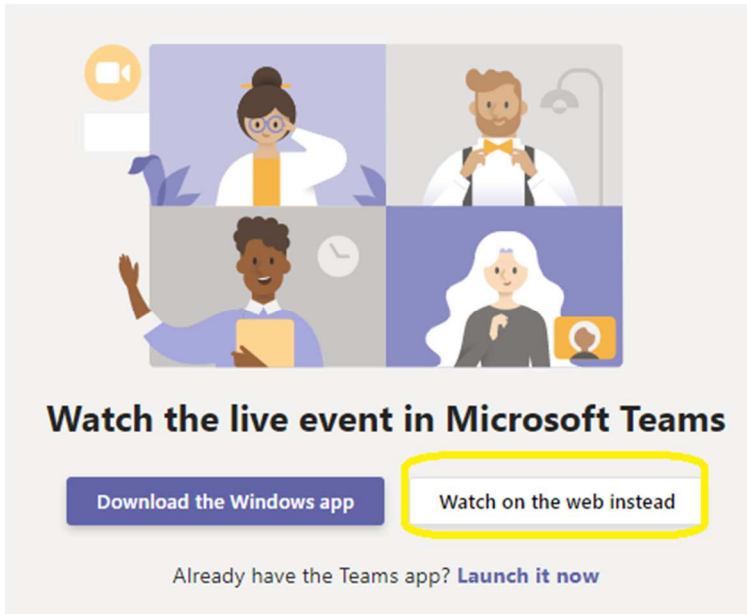 Watch the live event in Microsoft Teams
Download the Windows app
Watch on the web instead
Already have the Teams app? Launch it now